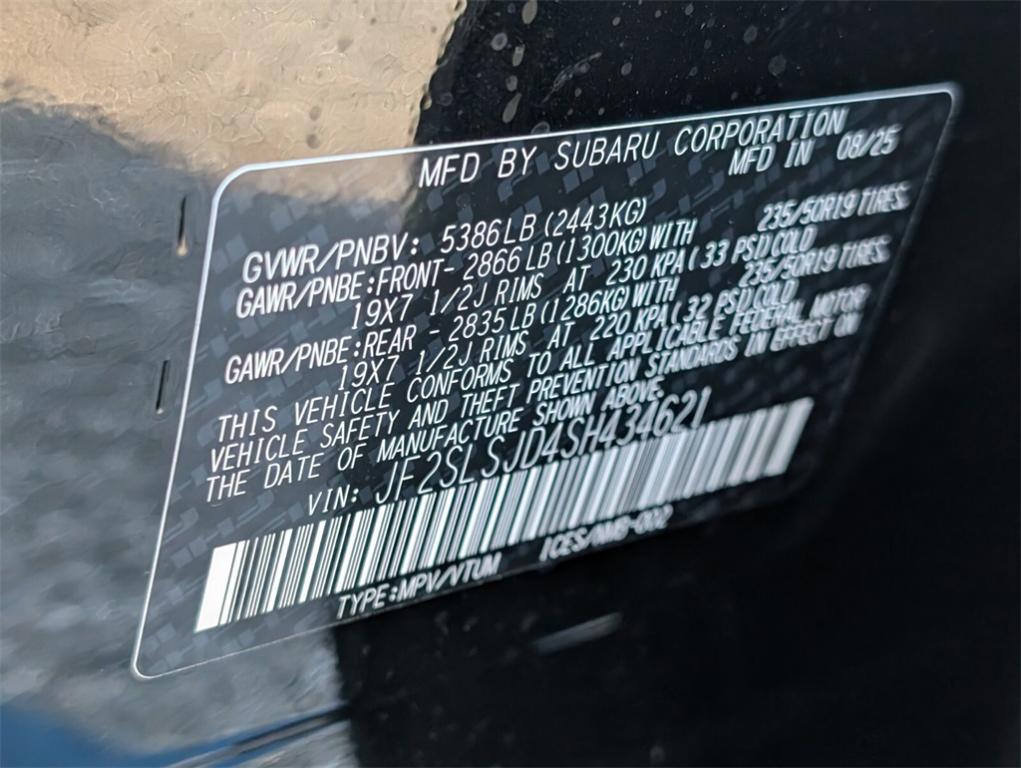 MFD BY SUBARU CORPORATION
MFD IN 08/25
GVWR/PNBV: 5386LB(2443KG)
GAWR/PNBE:FRONT- 2866LB(1300KG)WITH 235/50R19 TIRES
19X7 1/2J RIMS AT 230 KPA(33 PSI)COLD
GAWR/PNBE:REAR - 2835LB(1286KG)WITH 235/50R19 TIRES
19X7 1/2J RIMS AT 220 KPA(32 PSI)COLD
THIS VEHICLE CONFORMS TO ALL APPLICABLE FEDERAL MOTOR
VEHICLE SAFETY AND THEFT PREVENTION STANDARDS IN EFFECT ON
THE DATE OF MANUFACTURE SHOWN ABOVE.
VIN: JF2SLSJD4SH434621
TYPE:MPV/VTUM ICES/NMB-002